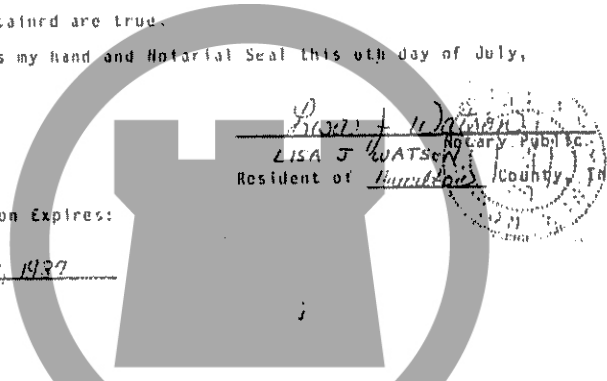 tained are true.
s my hand and Notarial Seal this 6th day of July,
Notary Public
LISA J WATSON
Resident of Hamilton County, In
on Expires:
, 1987